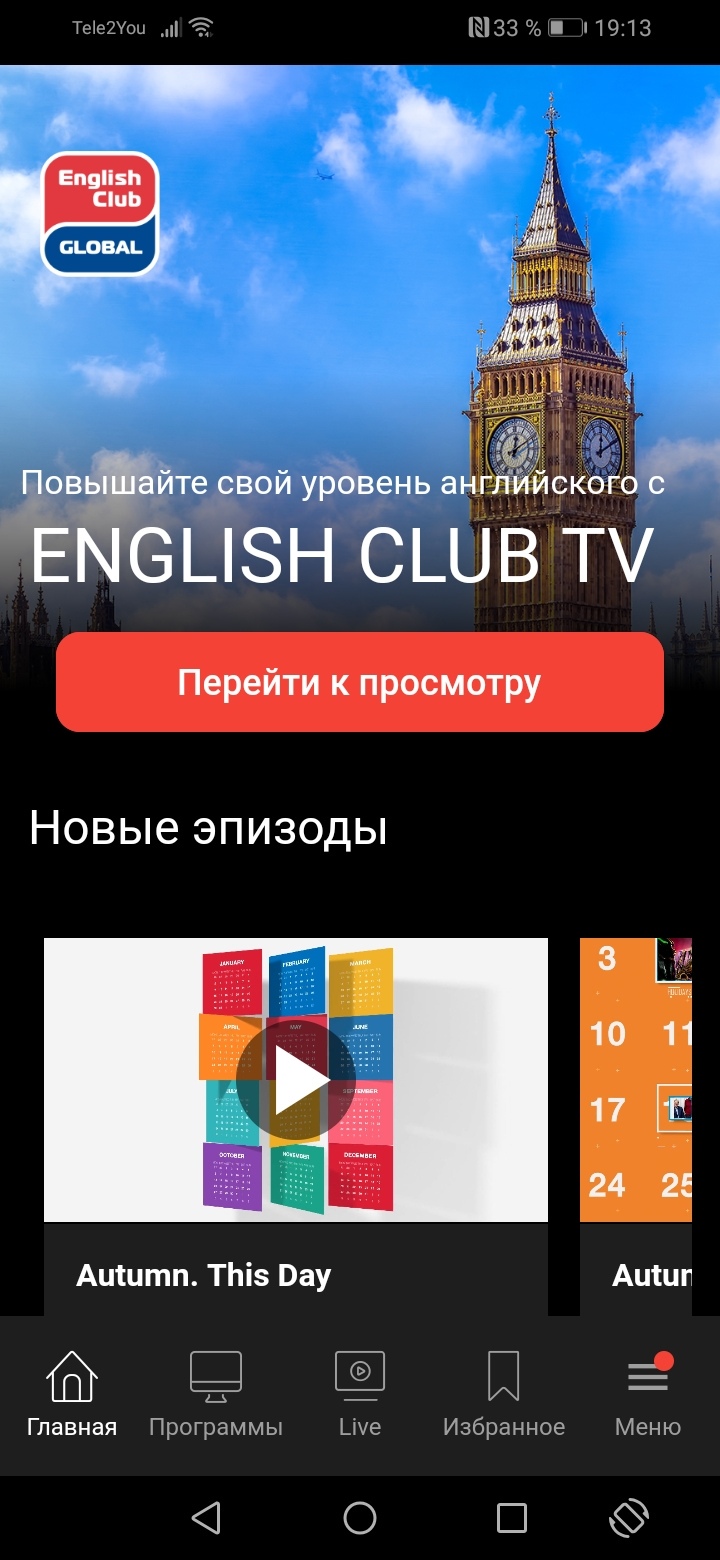 Tele2You
33 %
19:13
English
Club
GLOBAL
Повышайте свой уровень английского с
ENGLISH CLUB TV
Перейти к просмотру
Новые эпизоды
JANUARY
FEBRUARY
MARCH
APRIL
MAY
JUNE
JULY
SEPTEMBER
OCTOBER
NOVEMBER
DECEMBER
3
10 11
17
24 25
Autumn. This Day
Autum
Главная
Программы
Live
Избранное
Меню